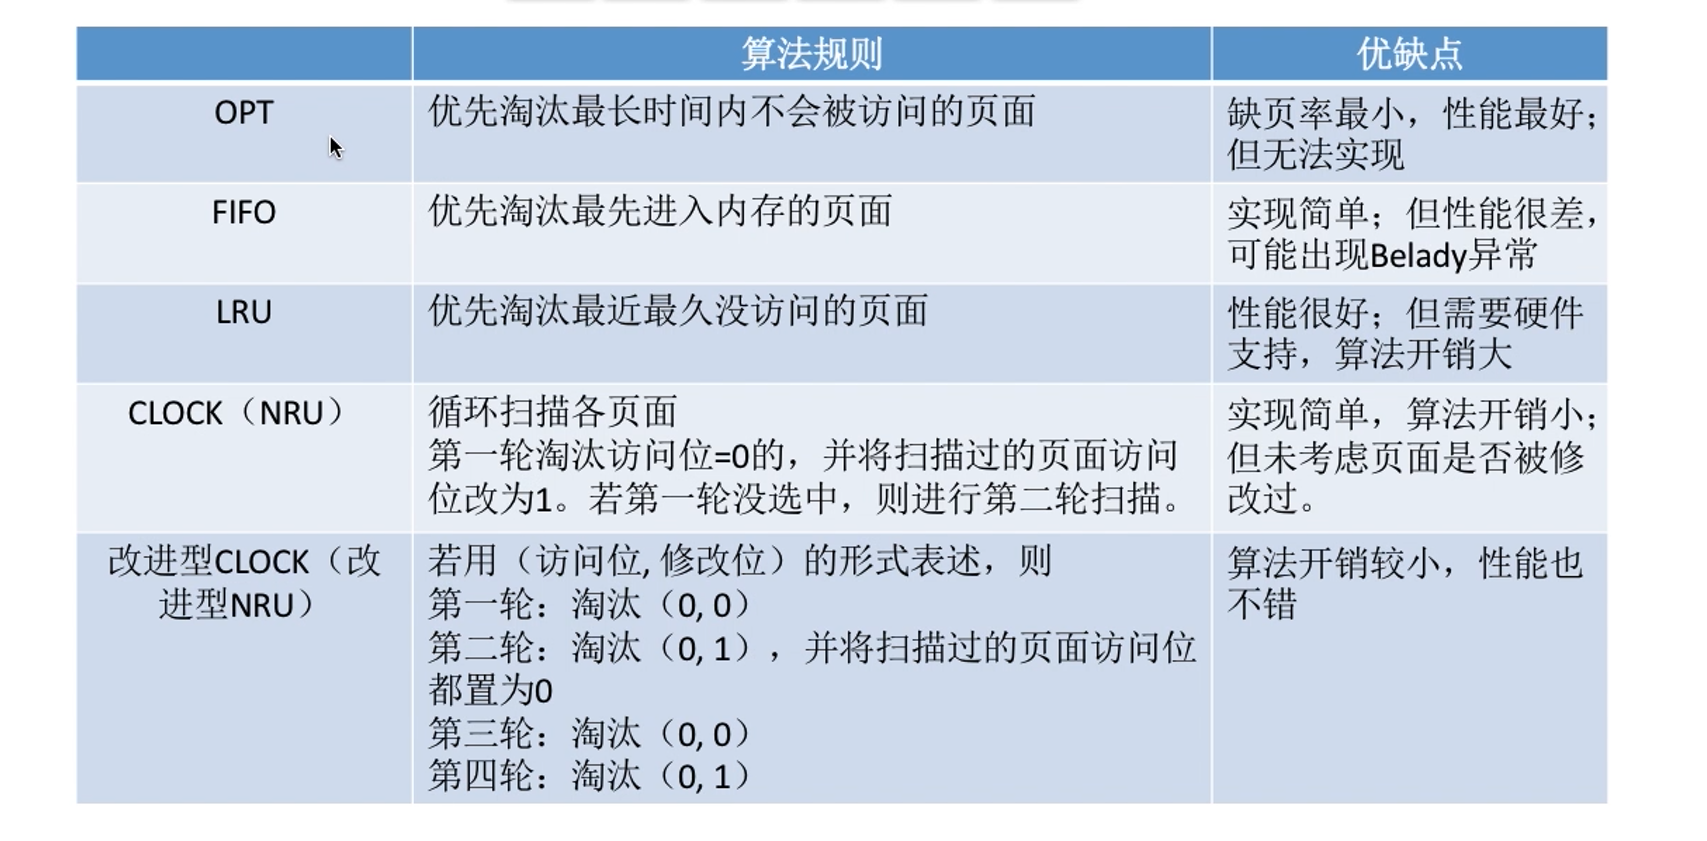 算法规则
优缺点
OPT
优先淘汰最长时间内不会被访问的页面
缺页率最小，性能最好；
但无法实现
FIFO
优先淘汰最先进入内存的页面
实现简单；但性能很差，
可能出现Belady异常
LRU
优先淘汰最近最久没访问的页面
性能很好；但需要硬件
支持，算法开销大
CLOCK（NRU）
循环扫描各页面
第一轮淘汰访问位=0的，并将扫描过的页面访问
位改为1。若第一轮没选中，则进行第二轮扫描。
实现简单，算法开销小；
但未考虑页面是否被修
改过。
改进型CLOCK（改
进型NRU）
若用（访问位, 修改位）的形式表述，则
第一轮：淘汰（0, 0）
第二轮：淘汰（0, 1），并将扫描过的页面访问位
都置为0
第三轮：淘汰（0, 0）
第四轮：淘汰（0, 1）
算法开销较小，性能也
不错